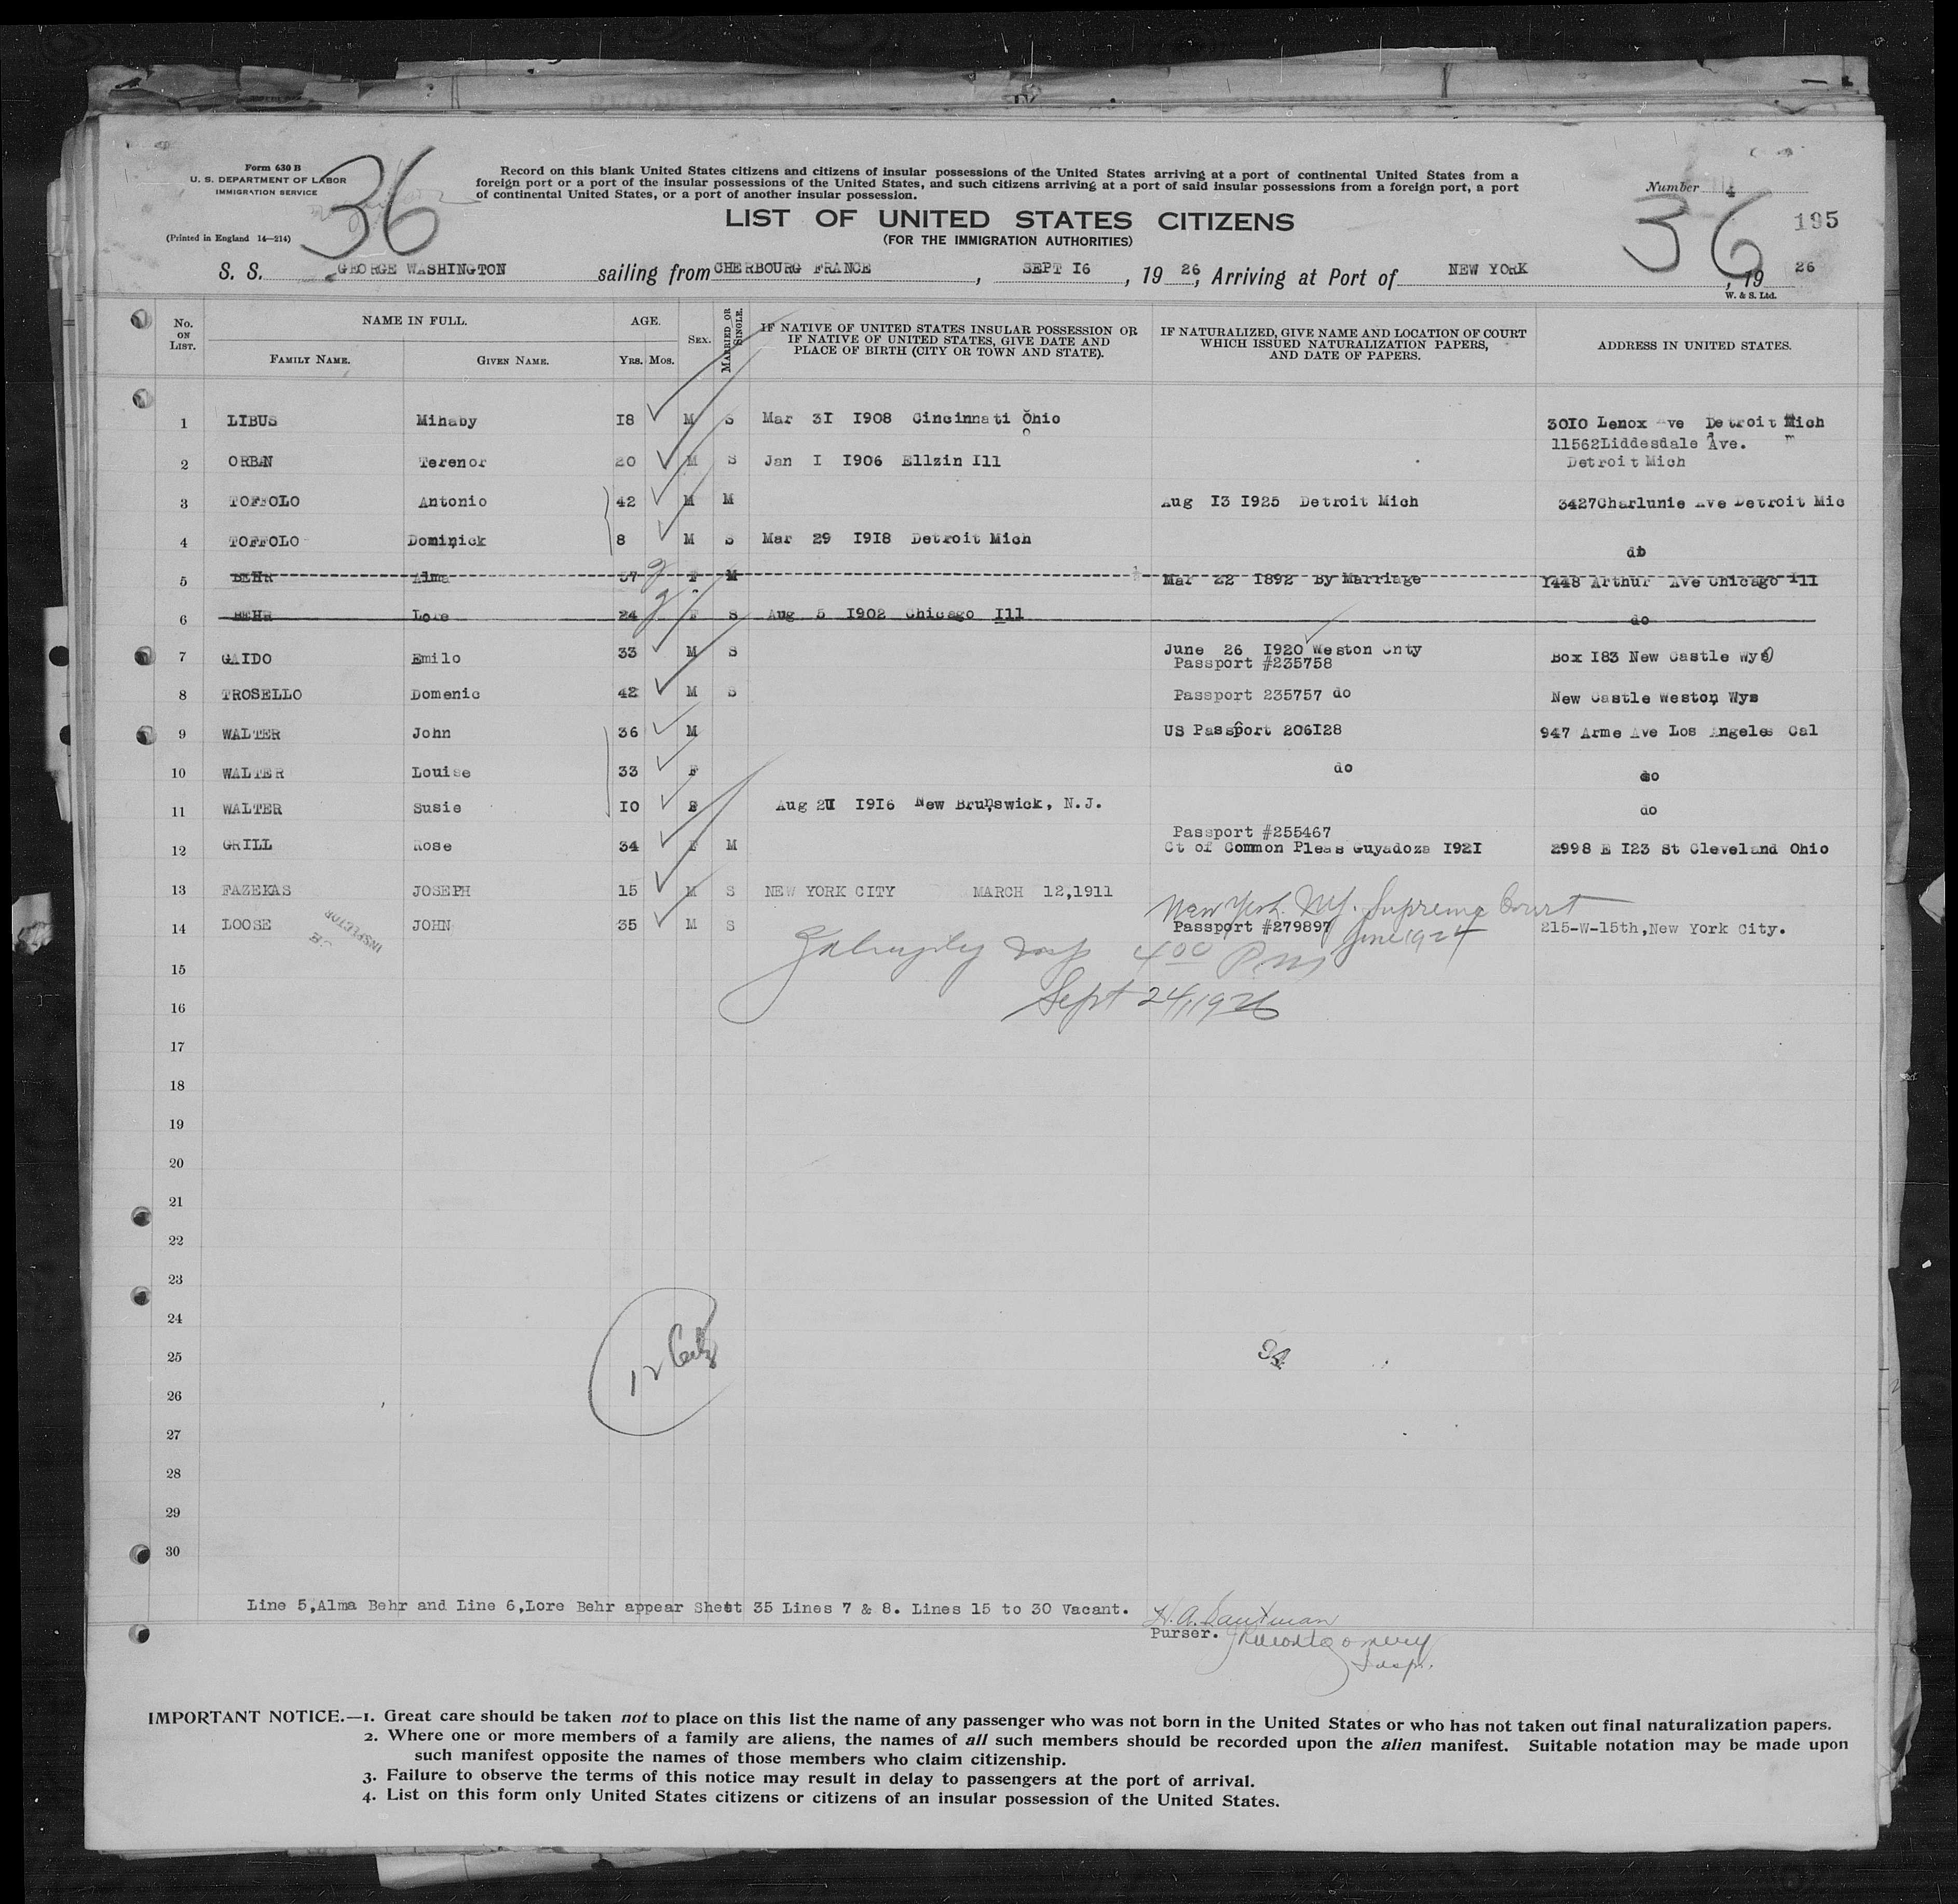 Form 630 B
U. S. DEPARTMENT OF LABOR
IMMIGRATION SERVICE
(Printed in England 14—214)
36
Record on this blank United States citizens and citizens of insular possessions of the United States arriving at a port of continental United States from a
foreign port or a port of the insular possessions of the United States, and such citizens arriving at a port of said insular possessions from a foreign port, a port
of continental United States, or a port of another insular possession.
Number 4
LIST OF UNITED STATES CITIZENS
(FOR THE IMMIGRATION AUTHORITIES)
36
195
S. S. GEORGE WASHINGTON sailing from CHERBOURG FRANCE, SEPT I6, 19 26, Arriving at Port of NEW YORK, 19 26
W. & S. Ltd.
No. ON LIST. NAME IN FULL. AGE. SEX. MARRIED OR SINGLE. IF NATIVE OF UNITED STATES INSULAR POSSESSION OR IF NATIVE OF UNITED STATES, GIVE DATE AND PLACE OF BIRTH (CITY OR TOWN AND STATE). IF NATURALIZED, GIVE NAME AND LOCATION OF COURT WHICH ISSUED NATURALIZATION PAPERS, AND DATE OF PAPERS. ADDRESS IN UNITED STATES.
FAMILY NAME. GIVEN NAME. YRS. MOS.
1 LIBUS Mihaby I8 M S Mar 3I I908 Cincinnati Ohio 30I0 Lenox Ave Detroit Mich
2 ORBAN Terenor 20 M S Jan I I906 Ellzin Ill 11562Liddesdale Ave.
Detroit Mich
3 TOFFOLO Antonio 42 M M Aug I3 I925 Detroit Mich 3427Charlunie Ave Detroit Mic
4 TOFFOLO Dominick 8 M S Mar 29 I9I8 Detroit Mich do
5 BEHR Alma 57 F M Mar 22 I892 By Marriage I448 Arthur Ave Chicago Ill
6 BEHR Lore 24 F S Aug 5 I902 Chicago Ill do
7 GAIDO Emilo 33 M S June 26 I920 Weston Cnty
Passport #235758 Box I83 New Castle Wyo
8 TROSELLO Domenic 42 M S Passport 235757 do New Castle Weston Wys
9 WALTER John 36 M US Passport 206I28 947 Arme Ave Los Angeles Cal
10 WALTER Louise 33 F do do
11 WALTER Susie I0 S Aug 2I I9I6 New Brunswick, N.J. do
Passport #255467
12 GRILL Rose 34 F M Ct of Common Pleas Guyadoza I92I 2998 E I23 St Cleveland Ohio
13 FAZEKAS JOSEPH 15 M S NEW YORK CITY MARCH 12,1911
New York. NY. Supreme Court
14 LOOSE JOHN 35 M S Passport #279897 June 1924 215-W-15th,New York City.
INSPECTOR
400 Pm
15
Sept 24, 1926
16
17
18
19
20
21
22
23
24
25
26
27
28
29
30
12
94
Line 5,Alma Behr and Line 6,Lore Behr appear Sheet 35 Lines 7 & 8. Lines 15 to 30 Vacant.
Purser.
Montgomery
Insp.
IMPORTANT NOTICE.—1. Great care should be taken not to place on this list the name of any passenger who was not born in the United States or who has not taken out final naturalization papers.
2. Where one or more members of a family are aliens, the names of all such members should be recorded upon the alien manifest. Suitable notation may be made upon
such manifest opposite the names of those members who claim citizenship.
3. Failure to observe the terms of this notice may result in delay to passengers at the port of arrival.
4. List on this form only United States citizens or citizens of an insular possession of the United States.